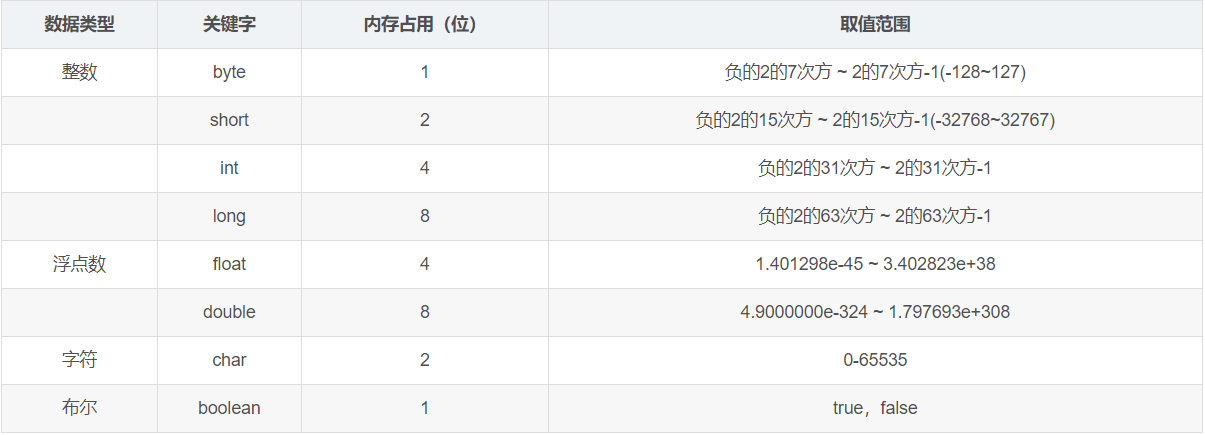 数据类型 关键字 内存占用（位） 取值范围
整数 byte 1 负的2的7次方 ~ 2的7次方-1(-128~127)
short 2 负的2的15次方 ~ 2的15次方-1(-32768~32767)
int 4 负的2的31次方 ~ 2的31次方-1
long 8 负的2的63次方 ~ 2的63次方-1
浮点数 float 4 1.401298e-45 ~ 3.402823e+38
double 8 4.9000000e-324 ~ 1.797693e+308
字符 char 2 0-65535
布尔 boolean 1 true，false